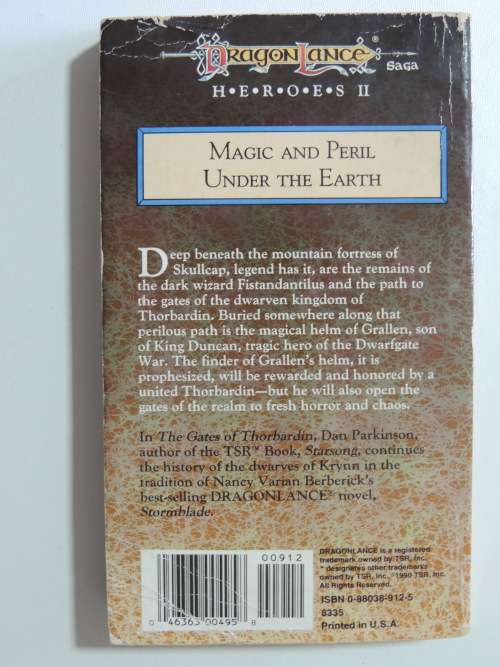 DRAGONLANCE® SAGA
H•E•R•O•E•S II
MAGIC AND PERIL
UNDER THE EARTH
Deep beneath the mountain fortress of
Skullcap, legend has it, are the remains of
the dark wizard Fistandantilus and the path to
the gates of the dwarven kingdom of
Thorbardin. Buried somewhere along that
perilous path is the magical helm of Grallen, son
of King Duncan, tragic hero of the Dwarfgate
War. The finder of Grallen's helm, it is
prophesized, will be rewarded and honored by a
united Thorbardin—but he will also open the
gates of the realm to fresh horror and chaos.
In The Gates of Thorbardin, Dan Parkinson,
author of the TSR™ Book, Starsong, continues
the history of the dwarves of Krynn in the
tradition of Nancy Varian Berberick's
best-selling DRAGONLANCE® novel,
Stormblade.
00912
0 46363 00495 8
DRAGONLANCE is a registered
trademark owned by TSR, Inc.
™ designates other trademarks
owned by TSR, Inc. ©1990 TSR, Inc.
All Rights Reserved.
ISBN 0-88038-912-5
8335
Printed in U.S.A.